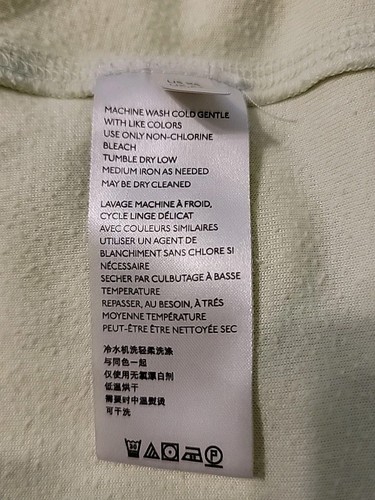 MACHINE WASH COLD GENTLE
WITH LIKE COLORS
USE ONLY NON-CHLORINE
BLEACH
TUMBLE DRY LOW
MEDIUM IRON AS NEEDED
MAY BE DRY CLEANED
LAVAGE MACHINE À FROID,
CYCLE LINGE DÉLICAT
AVEC COULEURS SIMILAIRES
UTILISER UN AGENT DE
BLANCHIMENT SANS CHLORE SI
NÉCESSAIRE
SECHER PAR CULBUTAGE À BASSE
TEMPERATURE
REPASSER, AU BESOIN, À TRÉS
MOYENNE TEMPÉRATURE
PEUT-ÊTRE ÊTRE NETTOYÉE SEC
冷水机洗轻柔洗涤
与同色一起
仅使用无氯漂白剂
低温烘干
需要时中温熨烫
可干洗
30
P